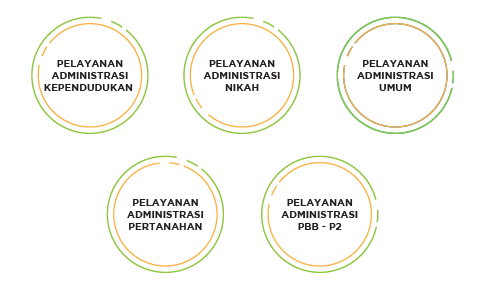 PELAYANAN
ADMINISTRASI
KEPENDUDUKAN
PELAYANAN
ADMINISTRASI
NIKAH
PELAYANAN
ADMINISTRASI
UMUM
PELAYANAN
ADMINISTRASI
PERTANAHAN
PELAYANAN
ADMINISTRASI
PBB - P2